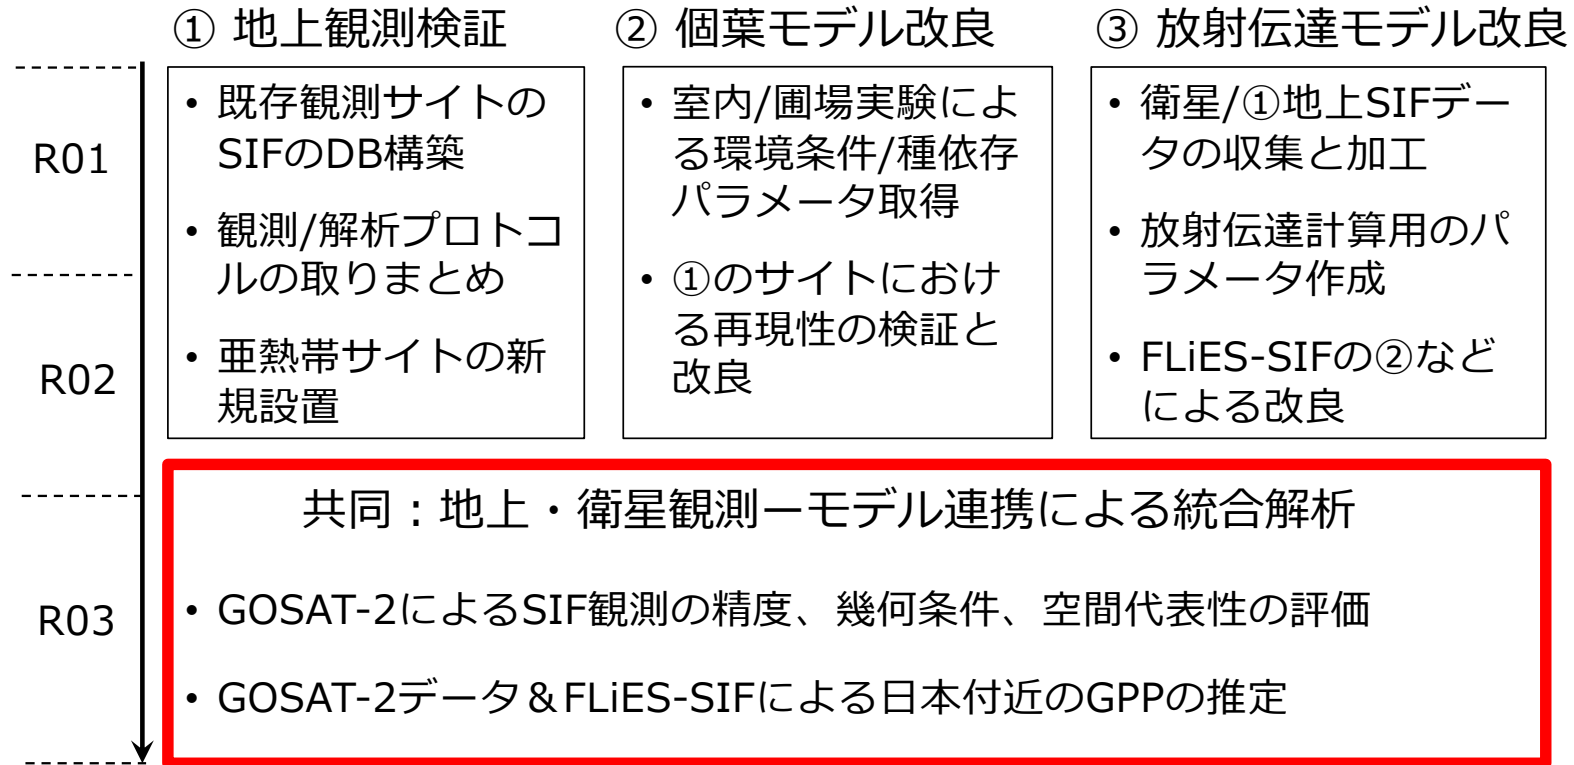 ① 地上観測検証
② 個葉モデル改良
③ 放射伝達モデル改良
R01
R02
R03
• 既存観測サイトの
SIFのDB構築
• 観測/解析プロトコ
ルの取りまとめ
• 亜熱帯サイトの新
規設置
• 室内/圃場実験によ
る環境条件/種依存
パラメータ取得
• ①のサイトにおけ
る再現性の検証と
改良
• 衛星/①地上SIFデー
タの収集と加工
• 放射伝達計算用のパ
ラメータ作成
• FLiES-SIFの②など
による改良
共同：地上・衛星観測ーモデル連携による統合解析
• GOSAT-2によるSIF観測の精度、幾何条件、空間代表性の評価
• GOSAT-2データ＆FLiES-SIFによる日本付近のGPPの推定